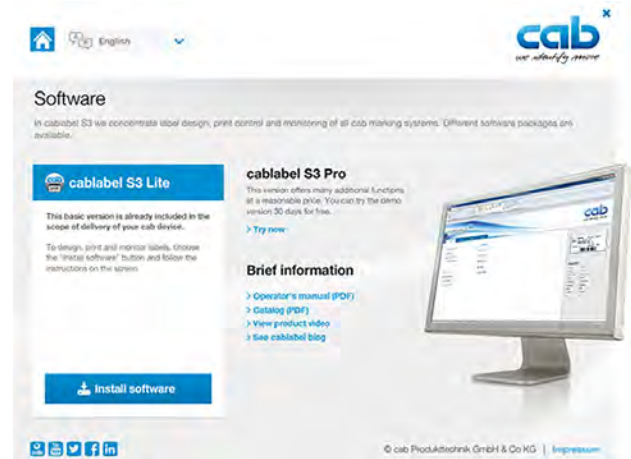 English
cab
we identify more
Software
In cablabel S3 we concentrate label design, print control and monitoring of all cab marking systems. Different software packages are
available.
cablabel S3 Lite
This basic version is already included in the
scope of delivery of your cab device.
To design, print and monitor labels, choose
the "Install software" button and follow the
instructions on the screen.
Install software
cablabel S3 Pro
This version offers many additional functions
at a reasonable price. You can try the demo
version 30 days for free.
> Try now
Brief information
> Operator's manual (PDF)
> Catalog (PDF)
> View product video
> See cablabel blog
cab
© cab Produkttechnik GmbH & Co KG | Impressum